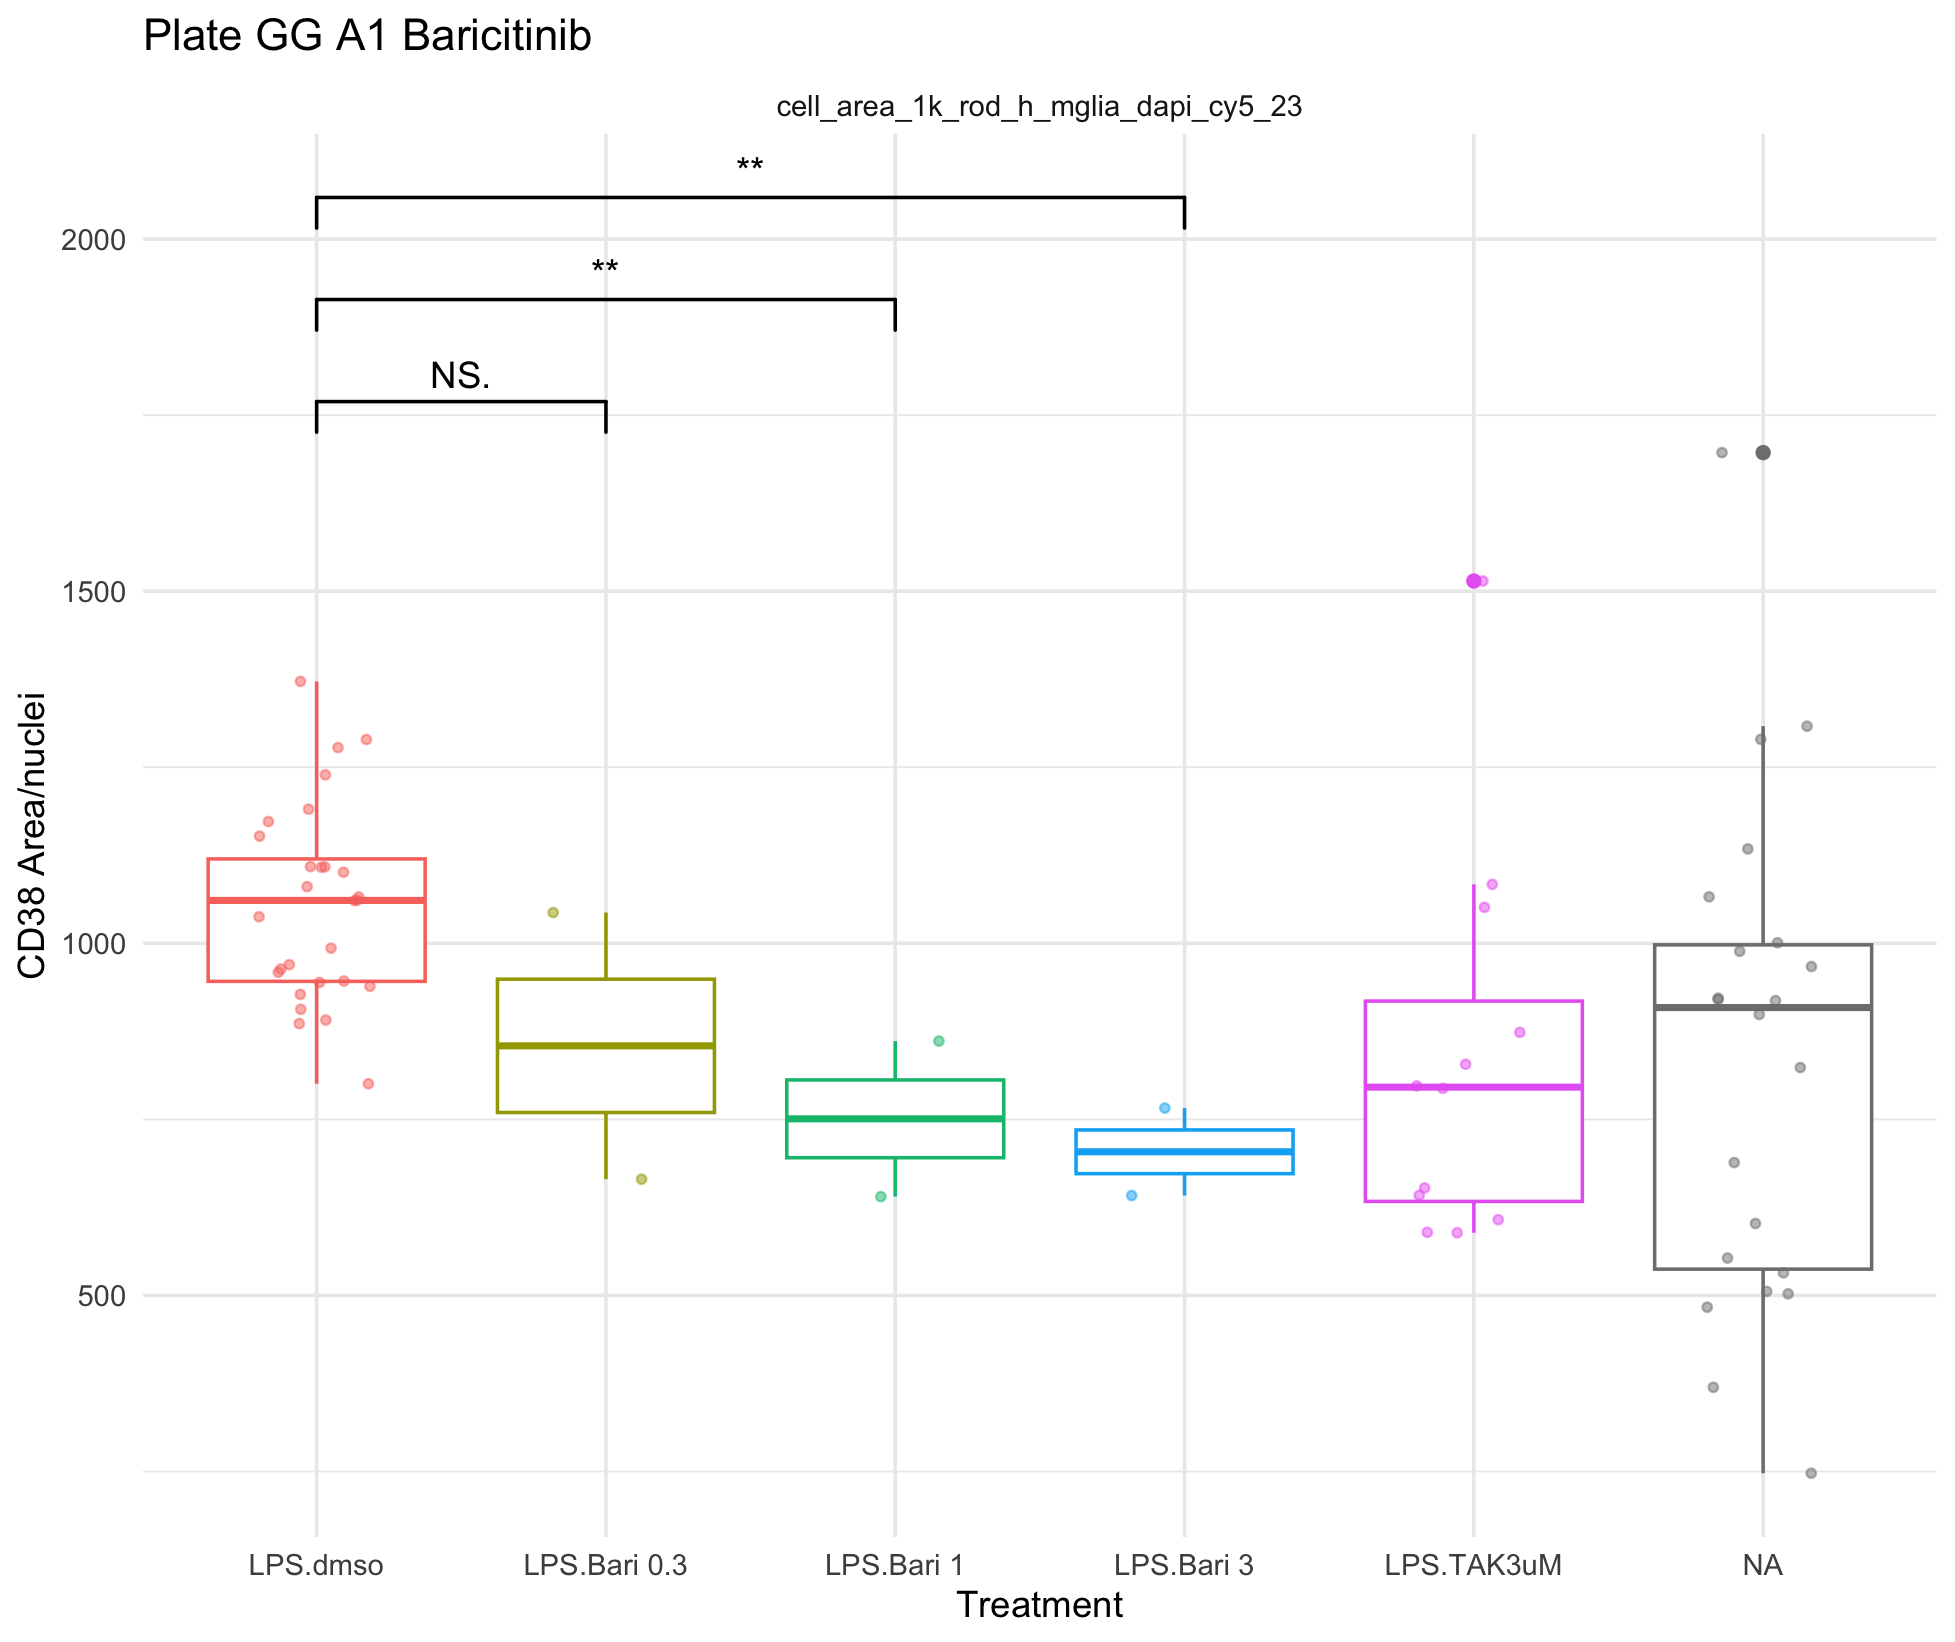 Plate GG A1 Baricitinib
cell_area_1k_rod_h_mglia_dapi_cy5_23
**
2000
**
NS.
1500
1000
500
CD38 Area/nuclei
LPS.dmso LPS.Bari 0.3 LPS.Bari 1 LPS.Bari 3 LPS.TAK3uM NA
Treatment